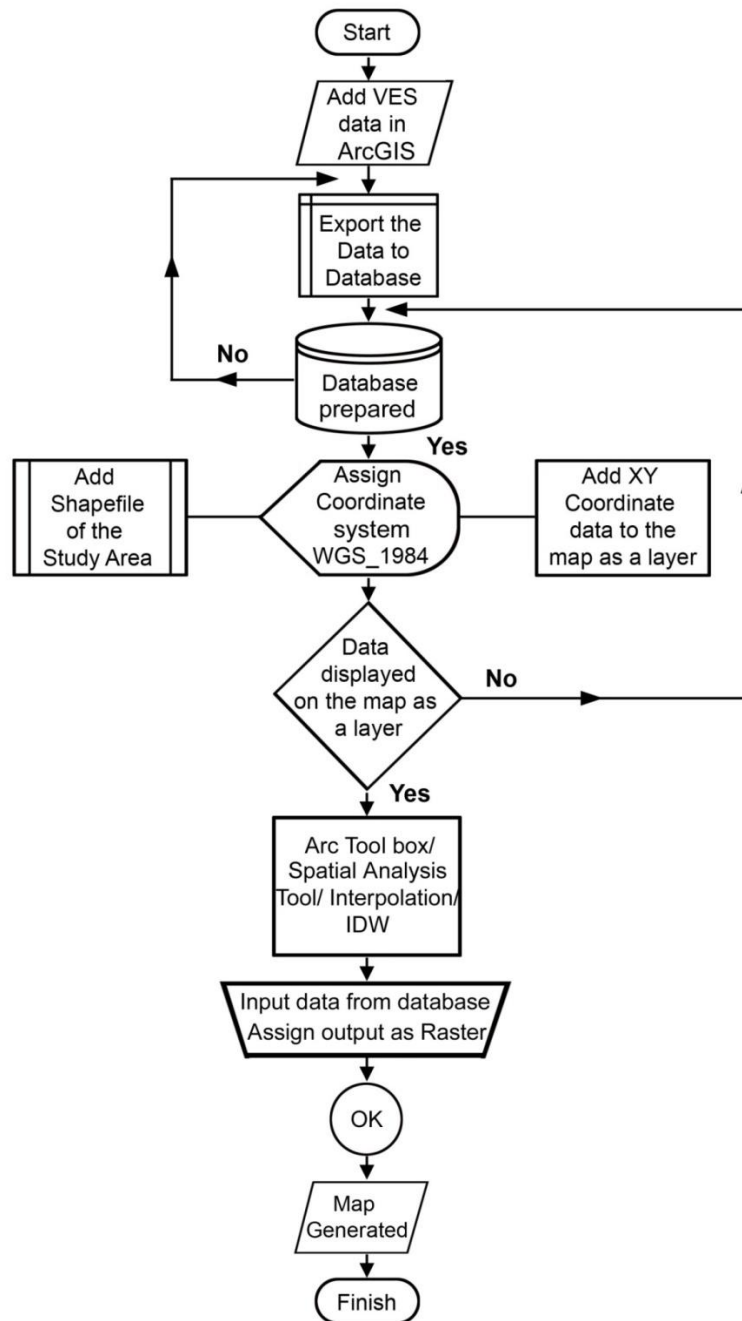 Start
Add VES
data in
ArcGIS
Export the
Data to
Database
No
Database
prepared
Yes
Add
Shapefile
of the
Study Area
Assign
Coordinate
system
WGS_1984
Add XY
Coordinate
data to the
map as a layer
Data
displayed
on the map as
a layer
No
Yes
Arc Tool box/
Spatial Analysis
Tool/ Interpolation/
IDW
Input data from database
Assign output as Raster
OK
Map
Generated
Finish